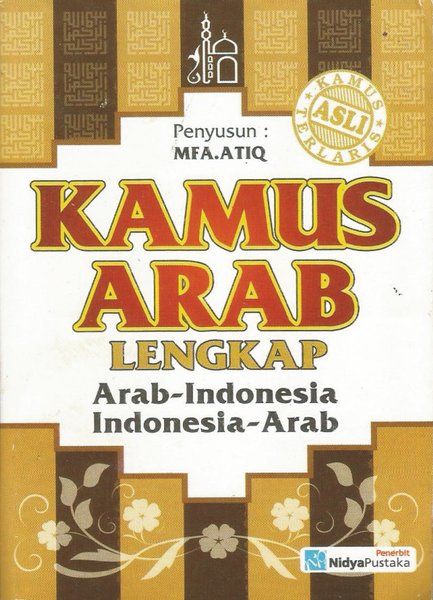 KAMUS
ASLI
TERLARIS
Penyusun :
MFA.ATIQ
KAMUS
ARAB
LENGKAP
Arab-Indonesia
Indonesia-Arab
Penerbit
NidyaPustaka